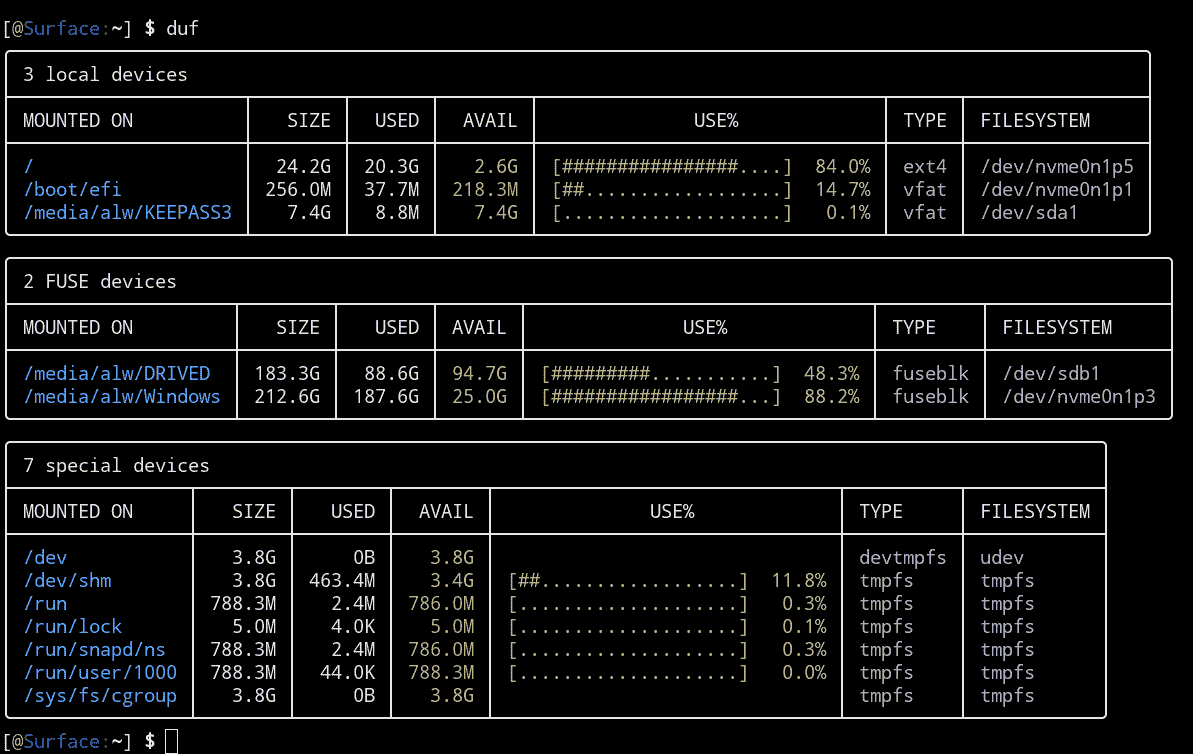 [@Surface:~] $ duf
3 local devices
MOUNTED ON SIZE USED AVAIL USE% TYPE FILESYSTEM
/ 24.2G 20.3G 2.6G [################....] 84.0% ext4 /dev/nvme0n1p5
/boot/efi 256.0M 37.7M 218.3M [##..................] 14.7% vfat /dev/nvme0n1p1
/media/alw/KEEPASS3 7.4G 8.8M 7.4G [....................] 0.1% vfat /dev/sda1
2 FUSE devices
MOUNTED ON SIZE USED AVAIL USE% TYPE FILESYSTEM
/media/alw/DRIVED 183.3G 88.6G 94.7G [#########...........] 48.3% fuseblk /dev/sdb1
/media/alw/Windows 212.6G 187.6G 25.0G [#################...] 88.2% fuseblk /dev/nvme0n1p3
7 special devices
MOUNTED ON SIZE USED AVAIL USE% TYPE FILESYSTEM
/dev 3.8G 0B 3.8G devtmpfs udev
/dev/shm 3.8G 463.4M 3.4G [##..................] 11.8% tmpfs tmpfs
/run 788.3M 2.4M 786.0M [....................] 0.3% tmpfs tmpfs
/run/lock 5.0M 4.0K 5.0M [....................] 0.1% tmpfs tmpfs
/run/snapd/ns 788.3M 2.4M 786.0M [....................] 0.3% tmpfs tmpfs
/run/user/1000 788.3M 44.0K 788.3M [....................] 0.0% tmpfs tmpfs
/sys/fs/cgroup 3.8G 0B 3.8G tmpfs tmpfs
[@Surface:~] $